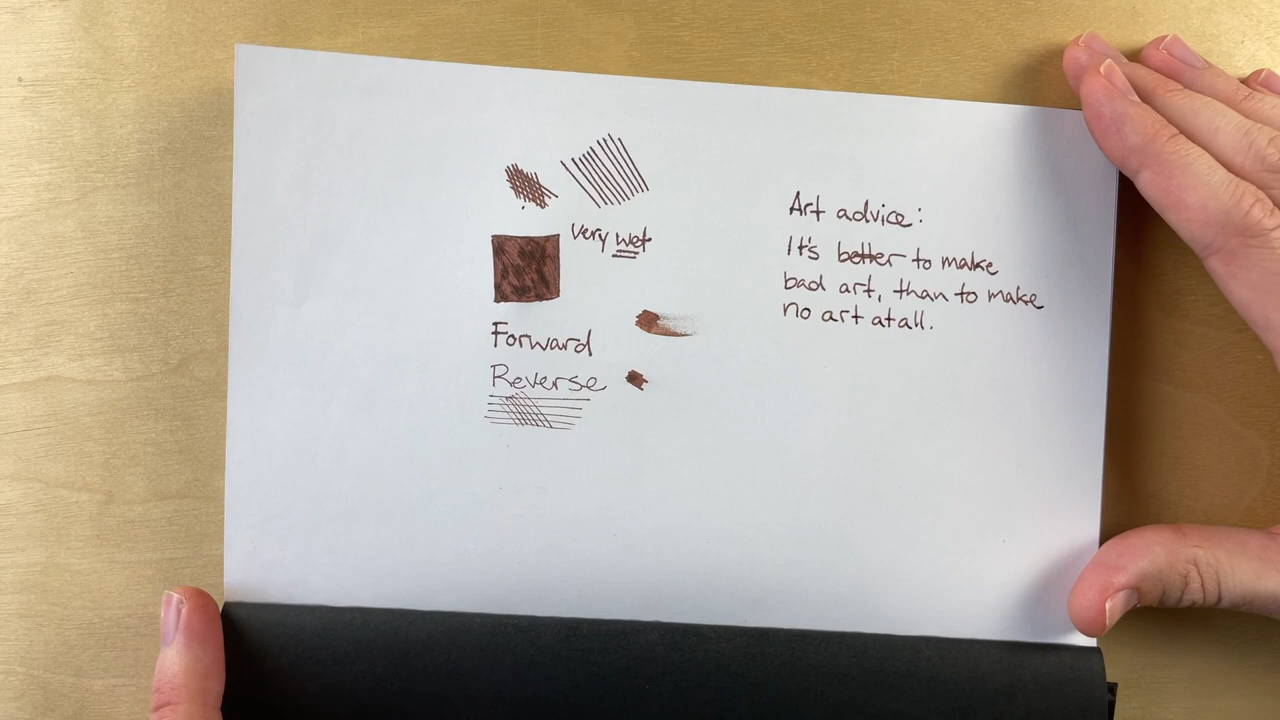 very wet
Forward
Reverse
Art advice:
It's better to make
bad art, than to make
no art at all.